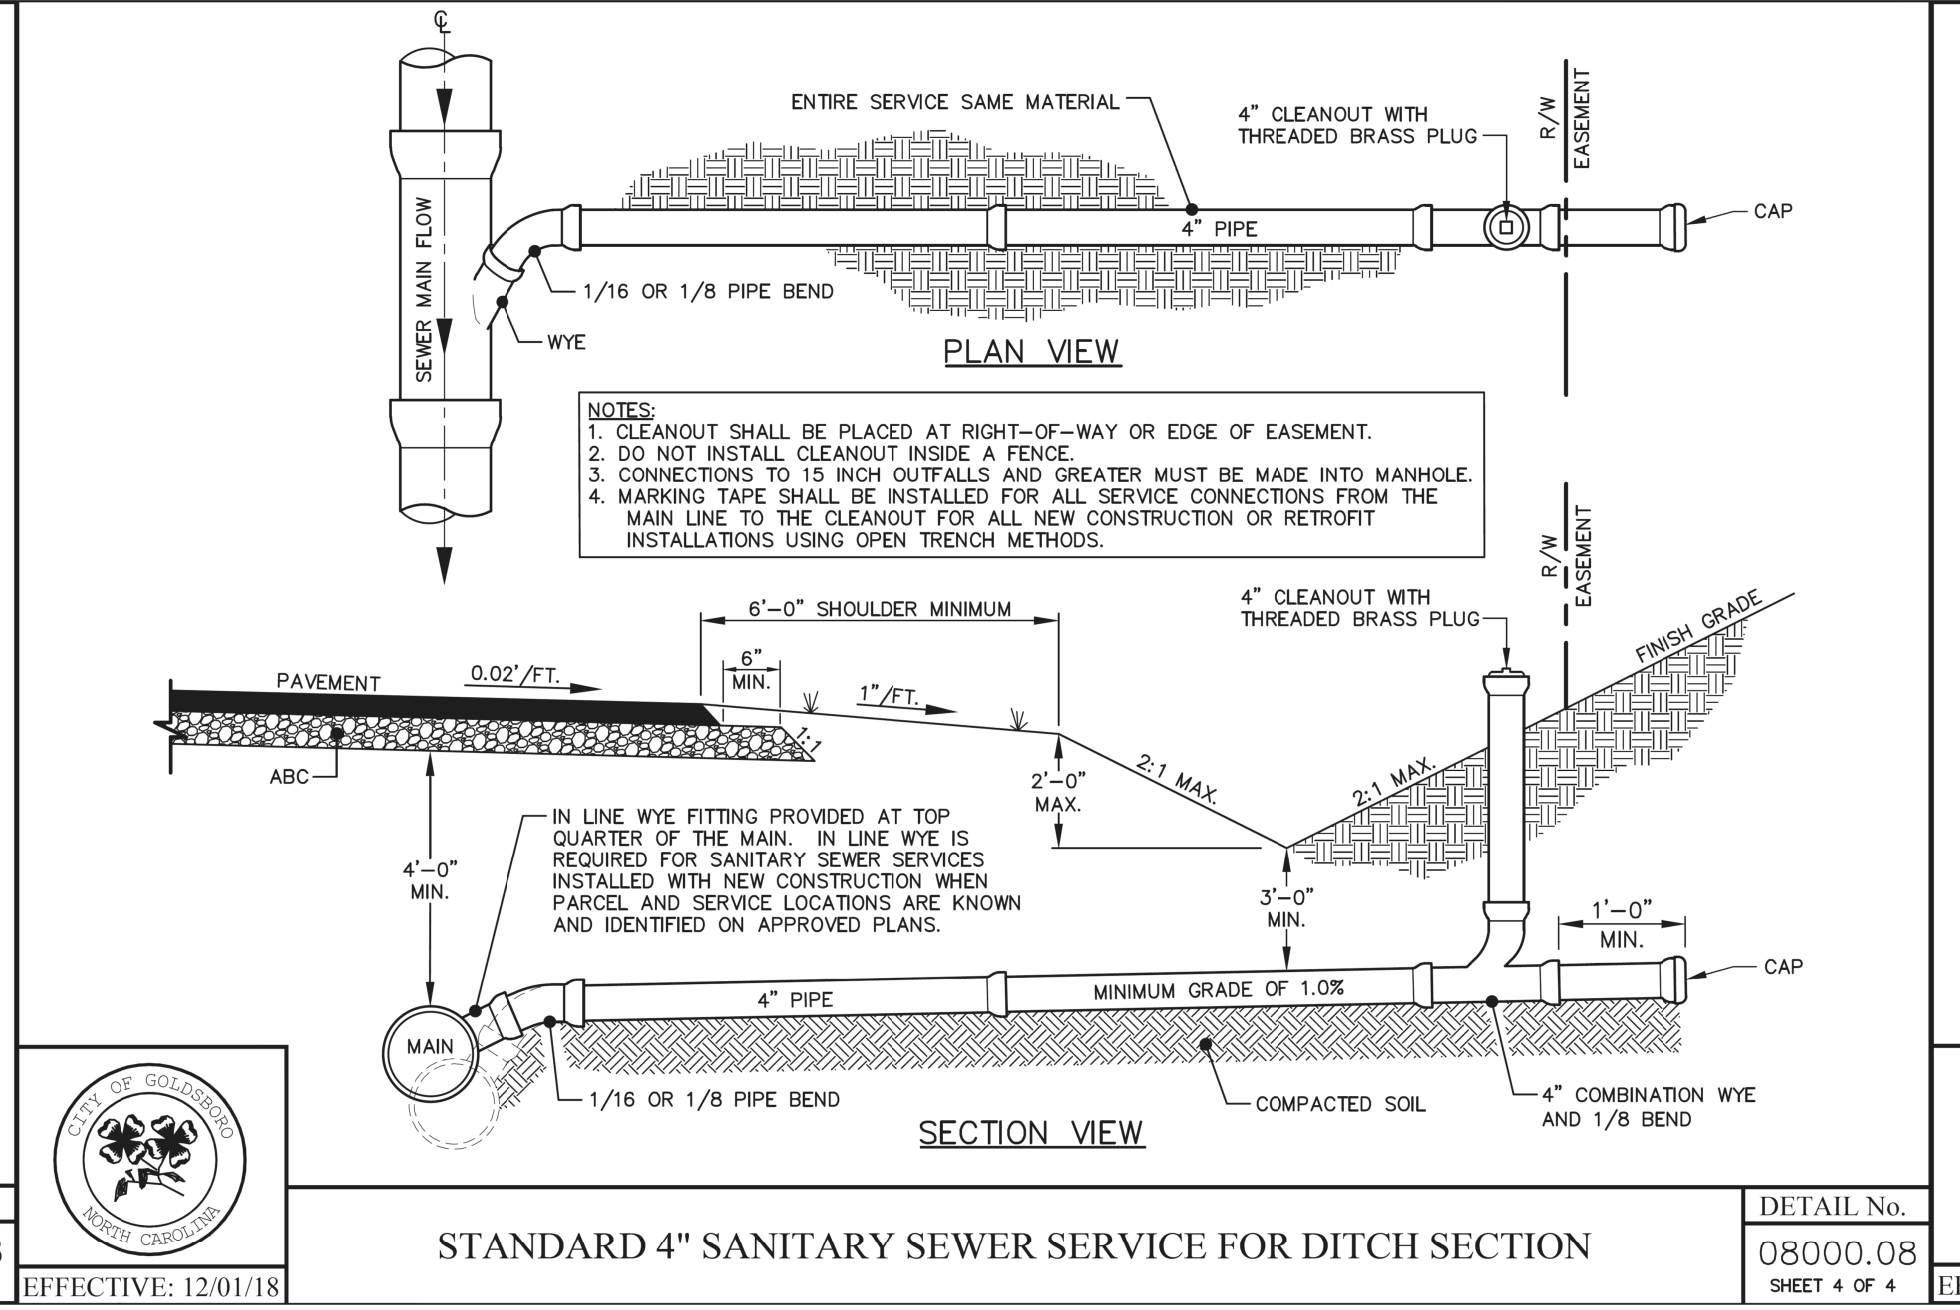 ℄
ENTIRE SERVICE SAME MATERIAL
4" CLEANOUT WITH
THREADED BRASS PLUG
R/W
EASEMENT
SEWER MAIN FLOW
4" PIPE
CAP
1/16 OR 1/8 PIPE BEND
WYE
PLAN VIEW
NOTES:
1. CLEANOUT SHALL BE PLACED AT RIGHT-OF-WAY OR EDGE OF EASEMENT.
2. DO NOT INSTALL CLEANOUT INSIDE A FENCE.
3. CONNECTIONS TO 15 INCH OUTFALLS AND GREATER MUST BE MADE INTO MANHOLE.
4. MARKING TAPE SHALL BE INSTALLED FOR ALL SERVICE CONNECTIONS FROM THE
MAIN LINE TO THE CLEANOUT FOR ALL NEW CONSTRUCTION OR RETROFIT
INSTALLATIONS USING OPEN TRENCH METHODS.
R/W
EASEMENT
6'-0" SHOULDER MINIMUM
4" CLEANOUT WITH
THREADED BRASS PLUG
FINISH GRADE
PAVEMENT
0.02'/FT.
6"
MIN.
1"/FT.
1:1
ABC
2'-0"
MAX.
2:1 MAX.
2:1 MAX.
IN LINE WYE FITTING PROVIDED AT TOP
QUARTER OF THE MAIN. IN LINE WYE IS
REQUIRED FOR SANITARY SEWER SERVICES
INSTALLED WITH NEW CONSTRUCTION WHEN
PARCEL AND SERVICE LOCATIONS ARE KNOWN
AND IDENTIFIED ON APPROVED PLANS.
4'-0"
MIN.
3'-0"
MIN.
1'-0"
MIN.
CAP
4" PIPE
MINIMUM GRADE OF 1.0%
MAIN
1/16 OR 1/8 PIPE BEND
COMPACTED SOIL
4" COMBINATION WYE
AND 1/8 BEND
SECTION VIEW
CITY OF GOLDSBORO
NORTH CAROLINA
EFFECTIVE: 12/01/18
STANDARD 4" SANITARY SEWER SERVICE FOR DITCH SECTION
DETAIL No.
08000.08
SHEET 4 OF 4